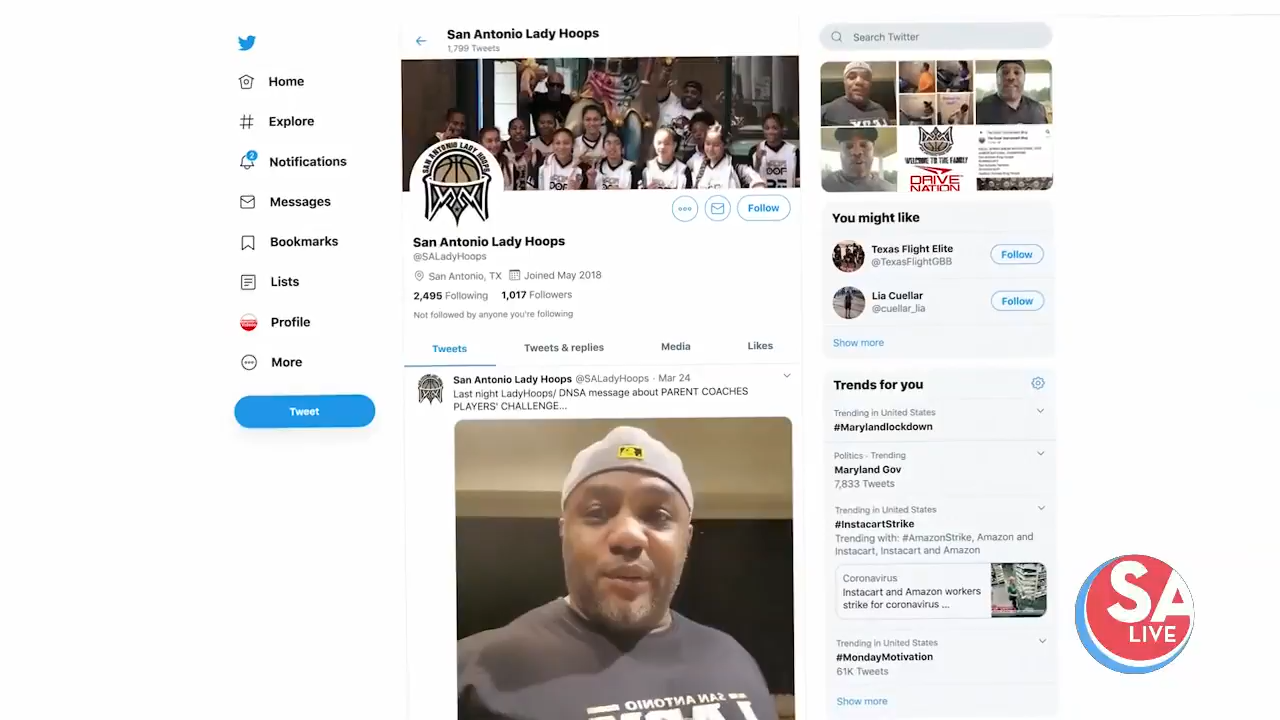 San Antonio Lady Hoops
1,799 Tweets
Search Twitter
Home
Explore
2
Notifications
Messages
Bookmarks
Lists
Profile
More
Tweet
SAN ANTONIO LADY HOOPS
Follow
San Antonio Lady Hoops
@SALadyHoops
San Antonio, TX Joined May 2018
2,495 Following 1,017 Followers
Not followed by anyone you're following
Tweets Tweets & replies Media Likes
San Antonio Lady Hoops @SALadyHoops · Mar 24
Last night LadyHoops/ DNSA message about PARENT COACHES
PLAYERS' CHALLENGE...
SAN ANTONIO
WELCOME TO THE FAMILY
DRIVE
NATION
You might like
Texas Flight Elite
@TexasFlightGBB
Follow
Lia Cuellar
@cuellar_lia
Follow
Show more
Trends for you
Trending in United States
#Marylandlockdown
Politics · Trending
Maryland Gov
7,833 Tweets
Trending in United States
#InstacartStrike
Trending with: #AmazonStrike, Amazon and
Instacart, Instacart and Amazon
Coronavirus
Instacart and Amazon workers
strike for coronavirus ...
Trending in United States
#MondayMotivation
61K Tweets
Show more
SA
LIVE